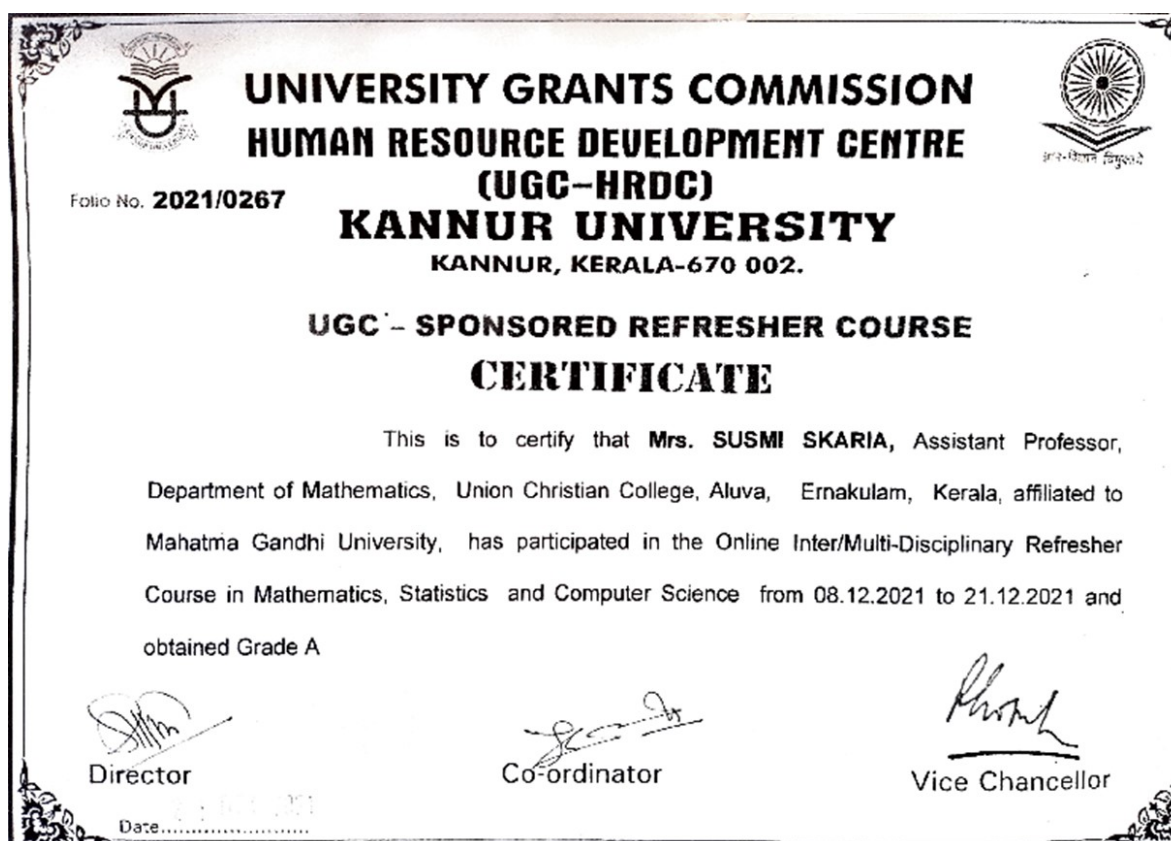 UNIVERSITY GRANTS COMMISSION
HUMAN RESOURCE DEVELOPMENT CENTRE
(UGC-HRDC)
Folio No. 2021/0267
KANNUR UNIVERSITY
KANNUR, KERALA-670 002.
UGC - SPONSORED REFRESHER COURSE
CERTIFICATE
This is to certify that Mrs. SUSMI SKARIA, Assistant Professor,
Department of Mathematics, Union Christian College, Aluva, Ernakulam, Kerala, affiliated to
Mahatma Gandhi University, has participated in the Online Inter/Multi-Disciplinary Refresher
Course in Mathematics, Statistics and Computer Science from 08.12.2021 to 21.12.2021 and
obtained Grade A
Director
Co-ordinator
Vice Chancellor
Date.......................